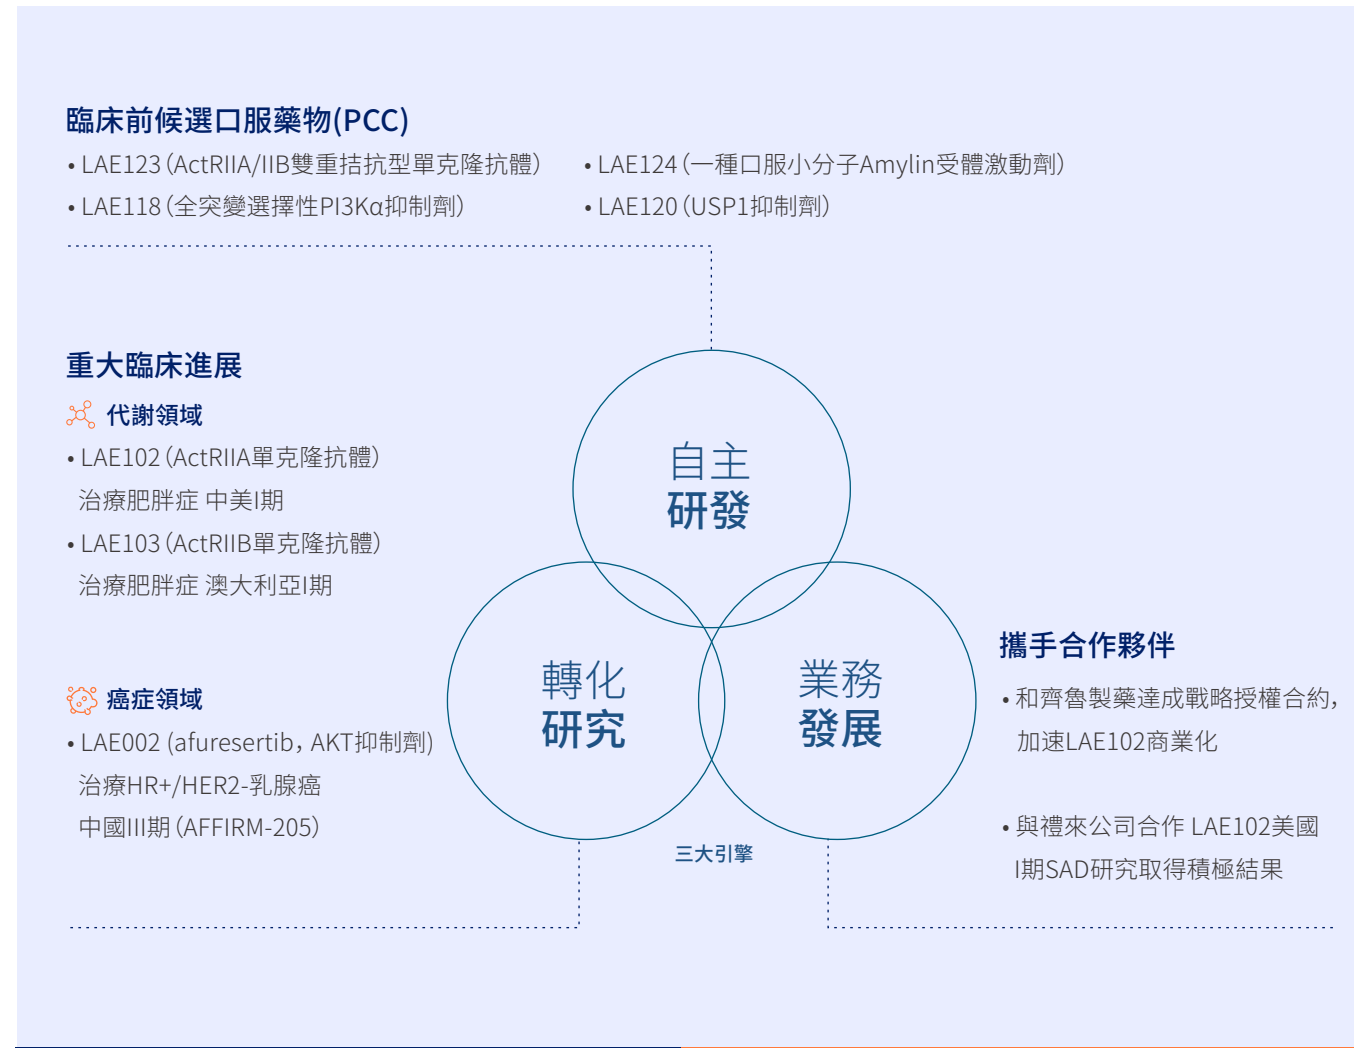 臨床前候選口服藥物(PCC)
• LAE123（ActRIIA/IIB雙重拮抗型單克隆抗體）
• LAE124（一種口服小分子Amylin受體激動劑）
• LAE118（全突變選擇性PI3Kα抑制劑）
• LAE120（USP1抑制劑）
重大臨床進展
代謝領域
• LAE102（ActRIIA單克隆抗體）
治療肥胖症 中美I期
• LAE103（ActRIIB單克隆抗體）
治療肥胖症 澳大利亞I期
癌症領域
• LAE002 (afuresertib，AKT抑制劑)
治療HR+/HER2-乳腺癌
中國III期（AFFIRM-205）
自主
研發
轉化
研究
業務
發展
三大引擎
攜手合作夥伴
• 和齊魯製藥達成戰略授權合約，
加速LAE102商業化
• 與禮來公司合作 LAE102美國
I期SAD研究取得積極結果